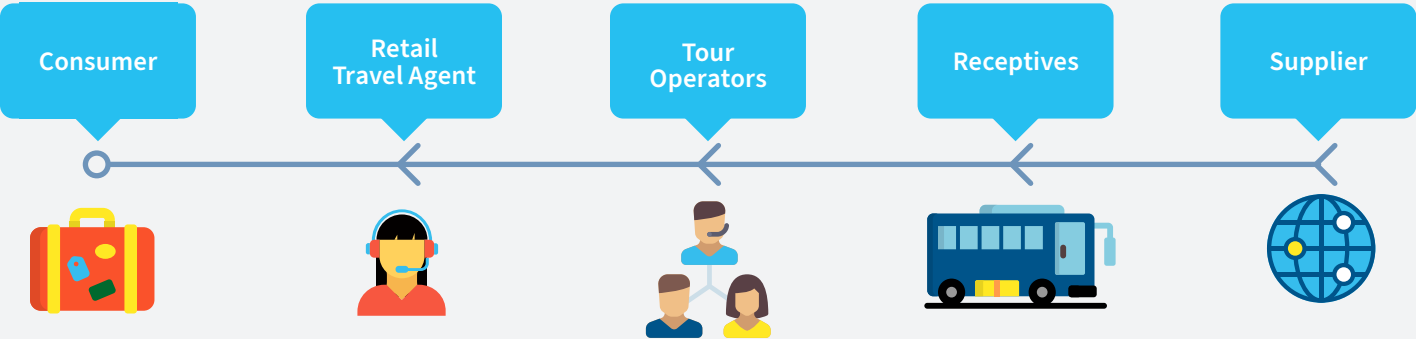 Consumer
Retail
Travel Agent
Tour
Operators
Receptives
Supplier